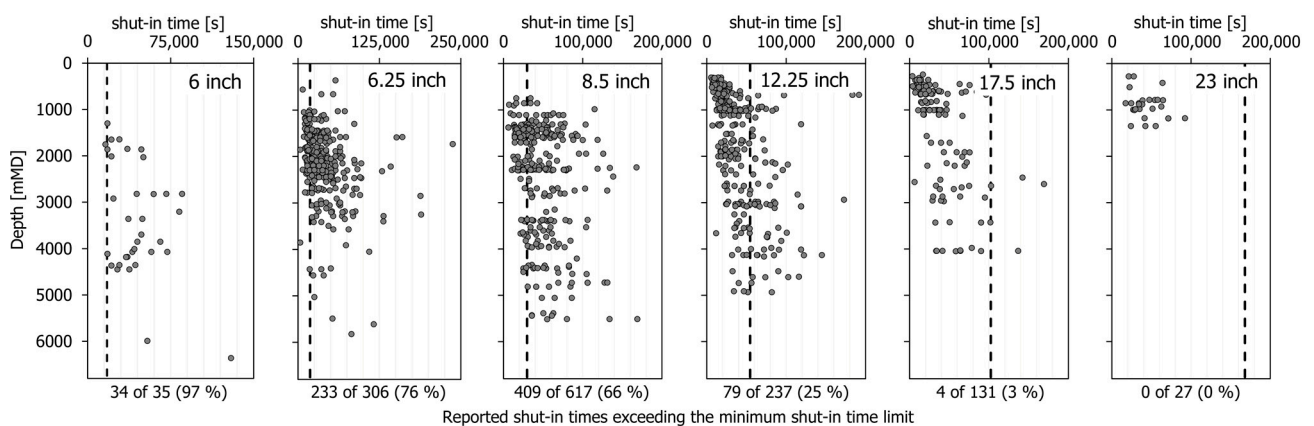 shut-in time [s] shut-in time [s] shut-in time [s] shut-in time [s] shut-in time [s] shut-in time [s]
0 75,000 150,000 0 125,000 250,000 0 100,000 200,000 0 100,000 200,000 0 100,000 200,000 0 100,000 200,000
0 6 inch 6.25 inch 8.5 inch 12.25 inch 17.5 inch 23 inch
1000
2000
3000
4000
5000
6000
Depth [mMD]
34 of 35 (97 %) 233 of 306 (76 %) 409 of 617 (66 %) 79 of 237 (25 %) 4 of 131 (3 %) 0 of 27 (0 %)
Reported shut-in times exceeding the minimum shut-in time limit